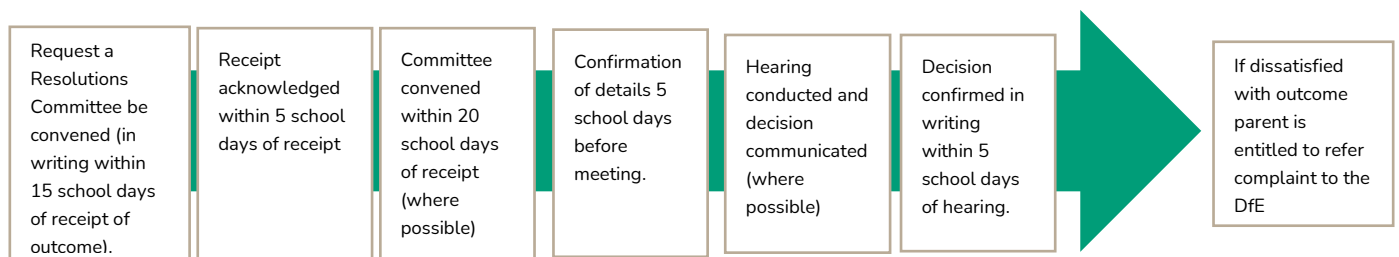 Request a
Resolutions
Committee be
convened (in
writing within
15 school days
of receipt of
outcome).
Receipt
acknowledged
within 5 school
days of receipt
Committee
convened
within 20
school days
of receipt
(where
possible)
Confirmation
of details 5
school days
before
meeting.
Hearing
conducted and
decision
communicated
(where
possible)
Decision
confirmed in
writing
within 5
school days
of hearing.
If dissatisfied
with outcome
parent is
entitled to refer
complaint to the
DfE